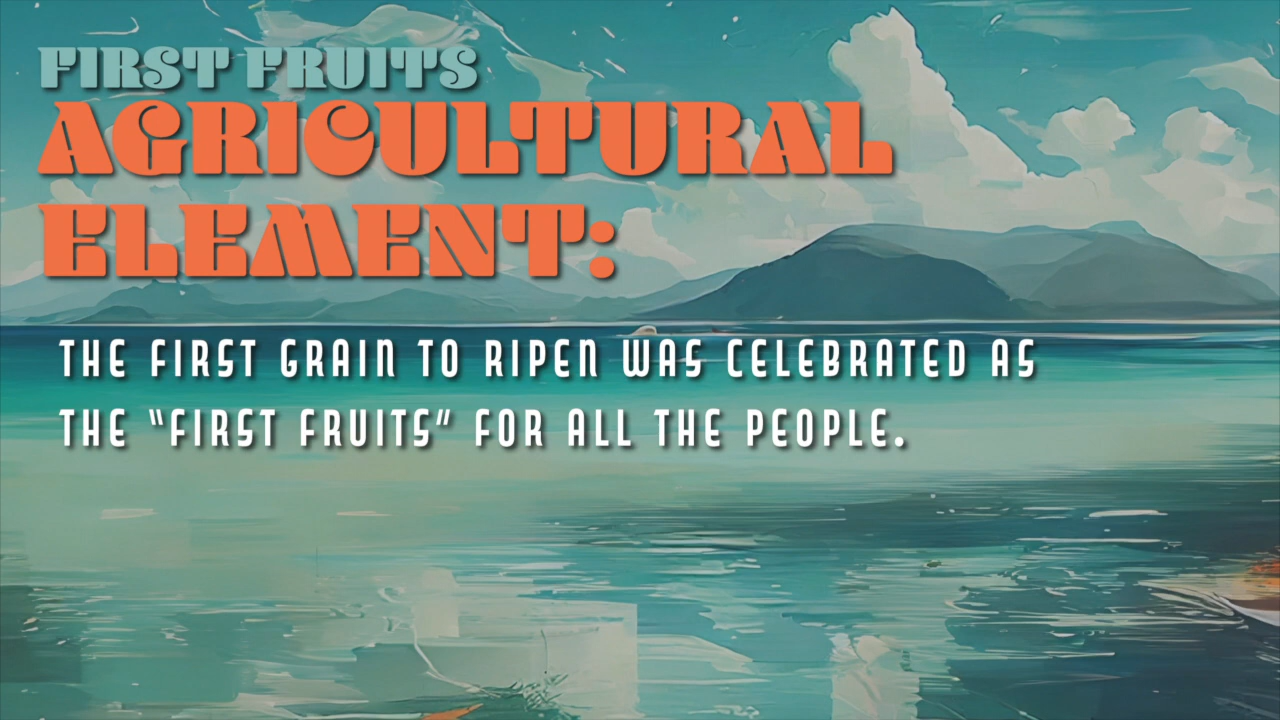 FIRST FRUITS
AGRICULTURAL
ELEMENT:
THE FIRST GRAIN TO RIPEN WAS CELEBRATED AS
THE “FIRST FRUITS” FOR ALL THE PEOPLE.